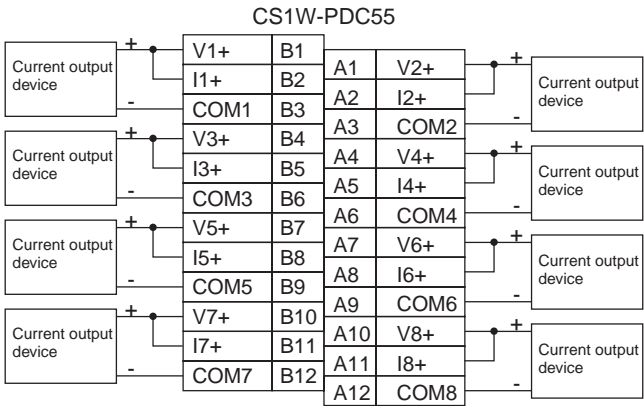 CS1W-PDC55
Current output
device
+
-
V1+ B1
I1+ B2
COM1 B3
Current output
device
+
-
V3+ B4
I3+ B5
COM3 B6
Current output
device
+
-
V5+ B7
I5+ B8
COM5 B9
Current output
device
+
-
V7+ B10
I7+ B11
COM7 B12
A1 V2+
A2 I2+
A3 COM2
+
-
Current output
device
A4 V4+
A5 I4+
A6 COM4
+
-
Current output
device
A7 V6+
A8 I6+
A9 COM6
+
-
Current output
device
A10 V8+
A11 I8+
A12 COM8
+
-
Current output
device